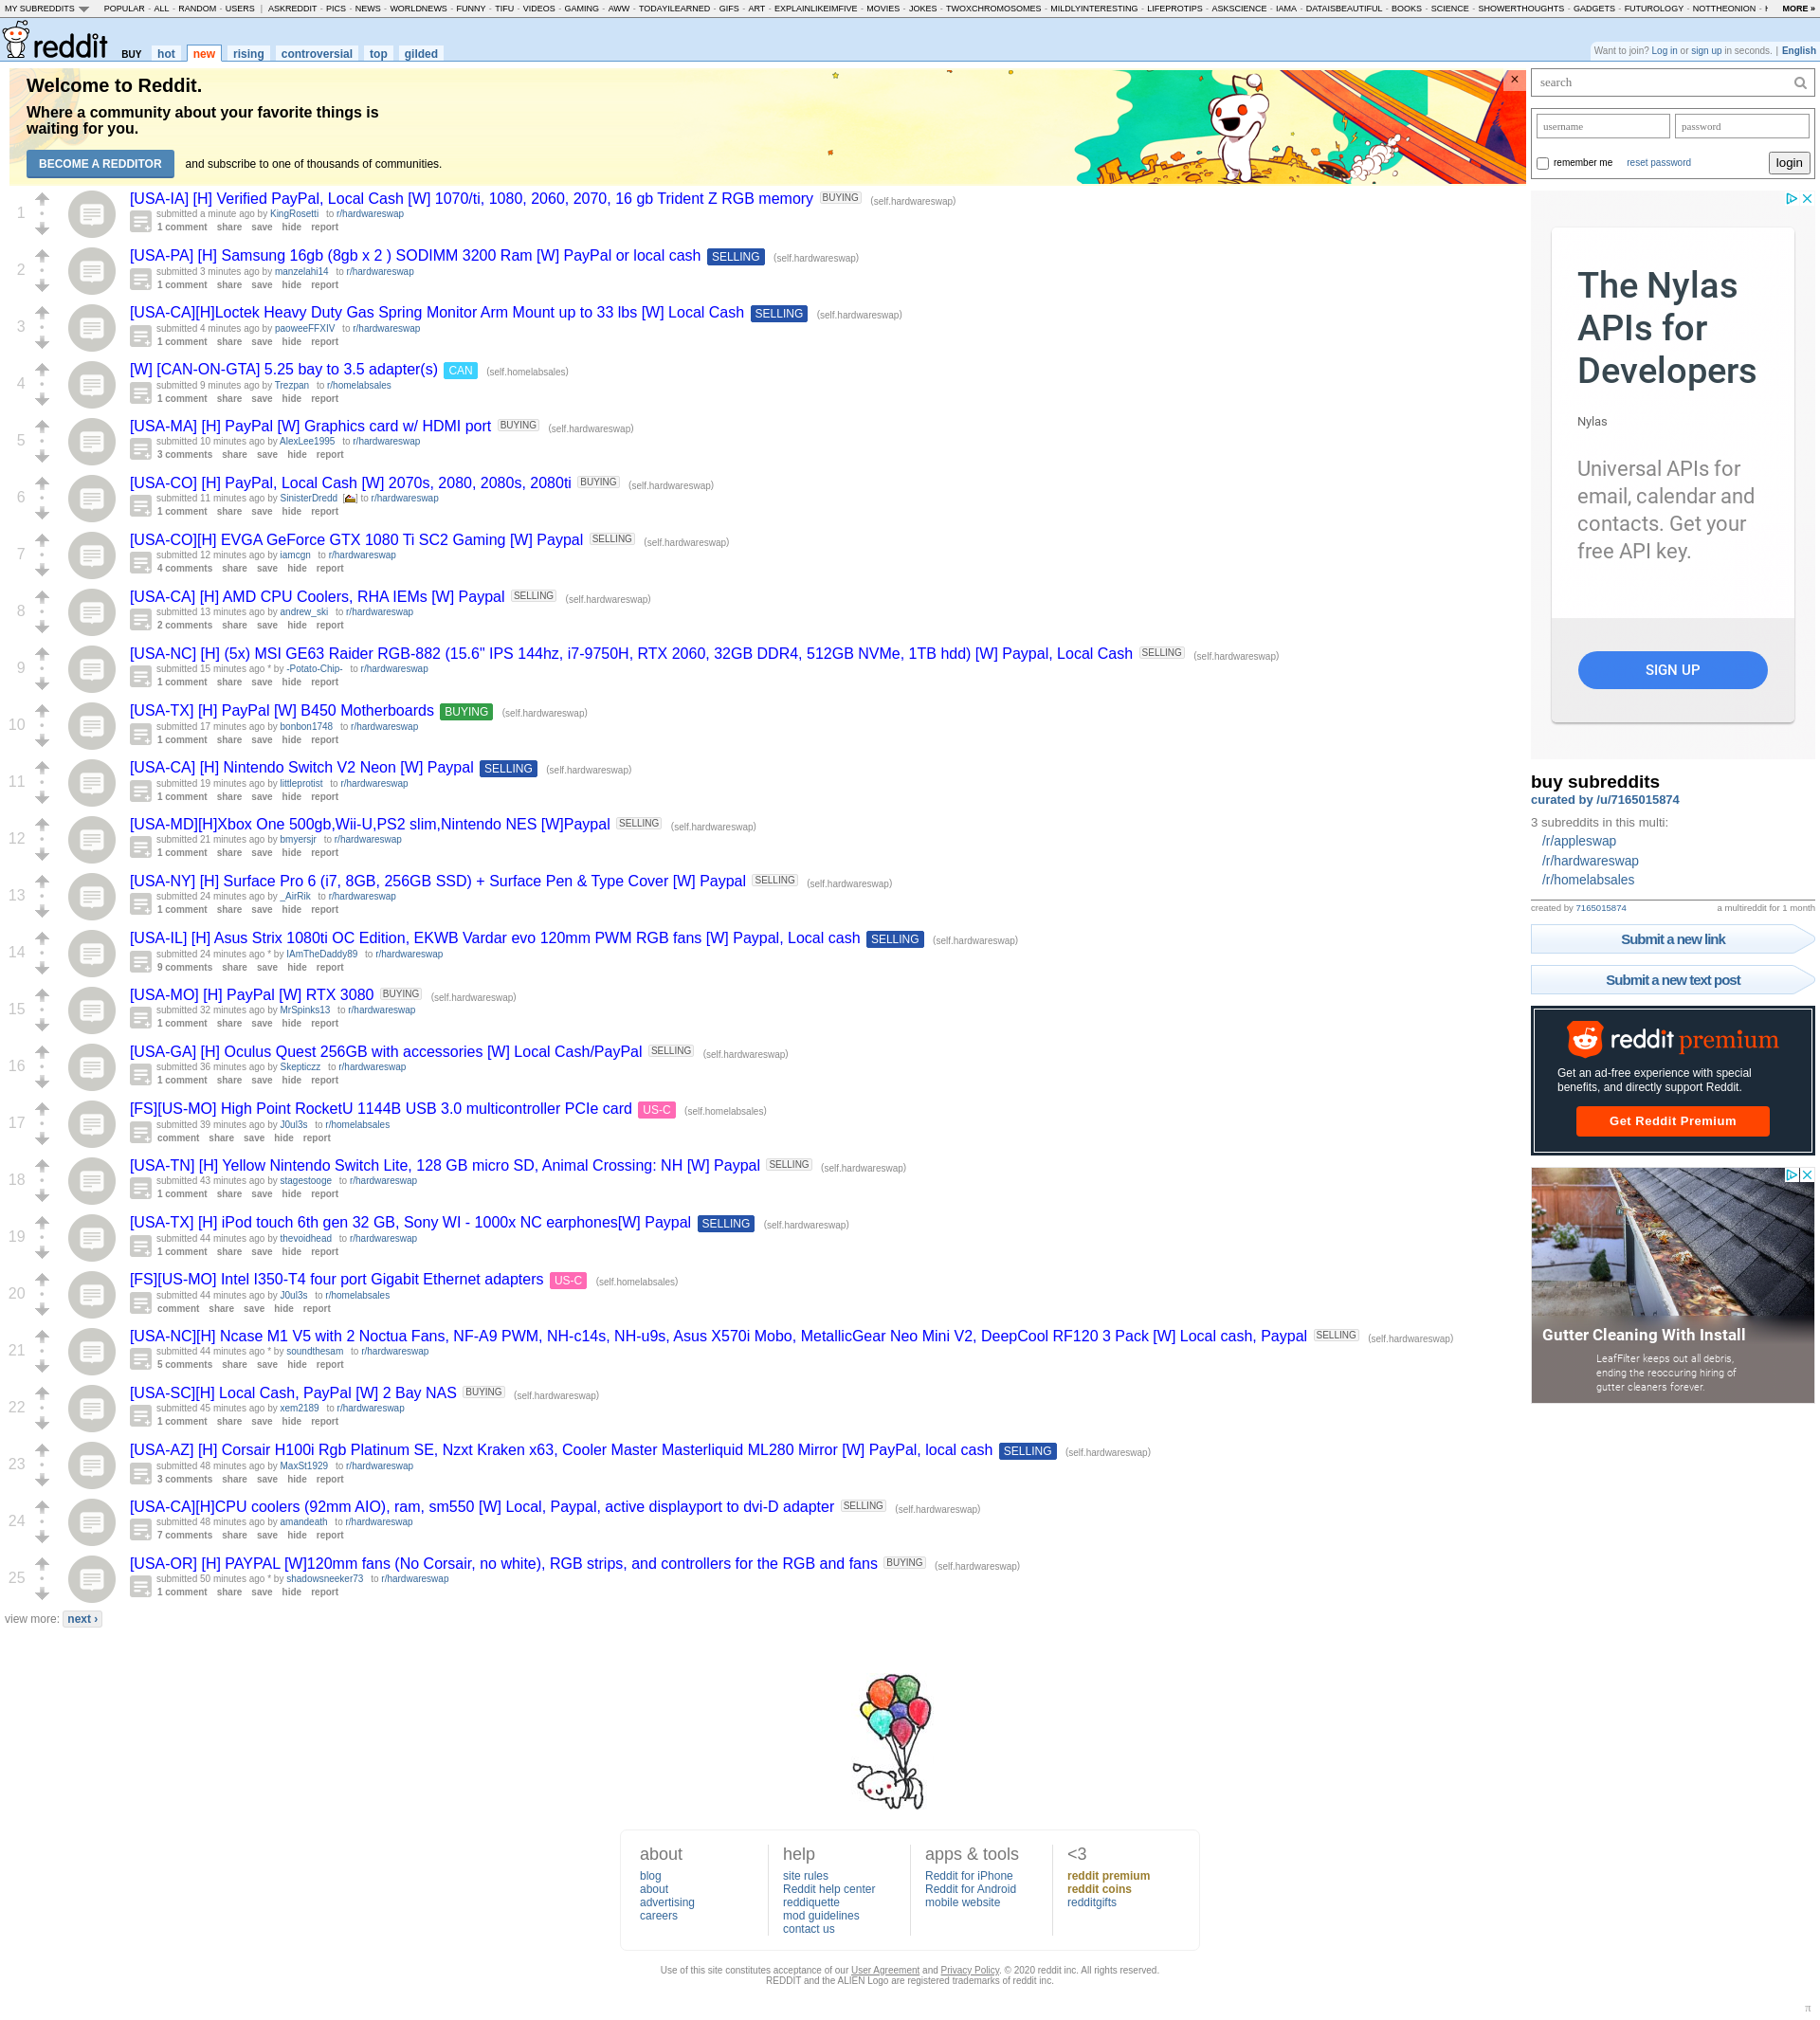 MY SUBREDDITS POPULAR - ALL - RANDOM - USERS | ASKREDDIT - PICS - NEWS - WORLDNEWS - FUNNY - TIFU - VIDEOS - GAMING - AWW - TODAYILEARNED - GIFS - ART - EXPLAINLIKEIMFIVE - MOVIES - JOKES - TWOXCHROMOSOMES - MILDLYINTERESTING - LIFEPROTIPS - ASKSCIENCE - IAMA - DATAISBEAUTIFUL - BOOKS - SCIENCE - SHOWERTHOUGHTS - GADGETS - FUTUROLOGY - NOTTHEONION - MORE »
reddit BUY hot new rising controversial top gilded
Want to join? Log in or sign up in seconds. | English
Welcome to Reddit.
Where a community about your favorite things is
waiting for you.
BECOME A REDDITOR and subscribe to one of thousands of communities.
×
1
[USA-IA] [H] Verified PayPal, Local Cash [W] 1070/ti, 1080, 2060, 2070, 16 gb Trident Z RGB memory BUYING (self.hardwareswap)
submitted a minute ago by KingRosetti to r/hardwareswap
1 comment share save hide report
2
[USA-PA] [H] Samsung 16gb (8gb x 2 ) SODIMM 3200 Ram [W] PayPal or local cash SELLING (self.hardwareswap)
submitted 3 minutes ago by manzelahi14 to r/hardwareswap
1 comment share save hide report
3
[USA-CA][H]Loctek Heavy Duty Gas Spring Monitor Arm Mount up to 33 lbs [W] Local Cash SELLING (self.hardwareswap)
submitted 4 minutes ago by paoweeFFXIV to r/hardwareswap
1 comment share save hide report
4
[W] [CAN-ON-GTA] 5.25 bay to 3.5 adapter(s) CAN (self.homelabsales)
submitted 9 minutes ago by Trezpan to r/homelabsales
1 comment share save hide report
5
[USA-MA] [H] PayPal [W] Graphics card w/ HDMI port BUYING (self.hardwareswap)
submitted 10 minutes ago by AlexLee1995 to r/hardwareswap
3 comments share save hide report
6
[USA-CO] [H] PayPal, Local Cash [W] 2070s, 2080, 2080s, 2080ti BUYING (self.hardwareswap)
submitted 11 minutes ago by SinisterDredd [] to r/hardwareswap
1 comment share save hide report
7
[USA-CO][H] EVGA GeForce GTX 1080 Ti SC2 Gaming [W] Paypal SELLING (self.hardwareswap)
submitted 12 minutes ago by iamcgn to r/hardwareswap
4 comments share save hide report
8
[USA-CA] [H] AMD CPU Coolers, RHA IEMs [W] Paypal SELLING (self.hardwareswap)
submitted 13 minutes ago by andrew_ski to r/hardwareswap
2 comments share save hide report
9
[USA-NC] [H] (5x) MSI GE63 Raider RGB-882 (15.6" IPS 144hz, i7-9750H, RTX 2060, 32GB DDR4, 512GB NVMe, 1TB hdd) [W] Paypal, Local Cash SELLING (self.hardwareswap)
submitted 15 minutes ago * by -Potato-Chip- to r/hardwareswap
1 comment share save hide report
10
[USA-TX] [H] PayPal [W] B450 Motherboards BUYING (self.hardwareswap)
submitted 17 minutes ago by bonbon1748 to r/hardwareswap
1 comment share save hide report
11
[USA-CA] [H] Nintendo Switch V2 Neon [W] Paypal SELLING (self.hardwareswap)
submitted 19 minutes ago by littleprotist to r/hardwareswap
1 comment share save hide report
12
[USA-MD][H]Xbox One 500gb,Wii-U,PS2 slim,Nintendo NES [W]Paypal SELLING (self.hardwareswap)
submitted 21 minutes ago by bmyersjr to r/hardwareswap
1 comment share save hide report
13
[USA-NY] [H] Surface Pro 6 (i7, 8GB, 256GB SSD) + Surface Pen & Type Cover [W] Paypal SELLING (self.hardwareswap)
submitted 24 minutes ago by _AirRik to r/hardwareswap
1 comment share save hide report
14
[USA-IL] [H] Asus Strix 1080ti OC Edition, EKWB Vardar evo 120mm PWM RGB fans [W] Paypal, Local cash SELLING (self.hardwareswap)
submitted 24 minutes ago * by IAmTheDaddy89 to r/hardwareswap
9 comments share save hide report
15
[USA-MO] [H] PayPal [W] RTX 3080 BUYING (self.hardwareswap)
submitted 32 minutes ago by MrSpinks13 to r/hardwareswap
1 comment share save hide report
16
[USA-GA] [H] Oculus Quest 256GB with accessories [W] Local Cash/PayPal SELLING (self.hardwareswap)
submitted 36 minutes ago by Skepticzz to r/hardwareswap
1 comment share save hide report
17
[FS][US-MO] High Point RocketU 1144B USB 3.0 multicontroller PCIe card US-C (self.homelabsales)
submitted 39 minutes ago by J0ul3s to r/homelabsales
comment share save hide report
18
[USA-TN] [H] Yellow Nintendo Switch Lite, 128 GB micro SD, Animal Crossing: NH [W] Paypal SELLING (self.hardwareswap)
submitted 43 minutes ago by stagestooge to r/hardwareswap
1 comment share save hide report
19
[USA-TX] [H] iPod touch 6th gen 32 GB, Sony WI - 1000x NC earphones[W] Paypal SELLING (self.hardwareswap)
submitted 44 minutes ago by thevoidhead to r/hardwareswap
1 comment share save hide report
20
[FS][US-MO] Intel I350-T4 four port Gigabit Ethernet adapters US-C (self.homelabsales)
submitted 44 minutes ago by J0ul3s to r/homelabsales
comment share save hide report
21
[USA-NC][H] Ncase M1 V5 with 2 Noctua Fans, NF-A9 PWM, NH-c14s, NH-u9s, Asus X570i Mobo, MetallicGear Neo Mini V2, DeepCool RF120 3 Pack [W] Local cash, Paypal SELLING (self.hardwareswap)
submitted 44 minutes ago * by soundthesam to r/hardwareswap
5 comments share save hide report
22
[USA-SC][H] Local Cash, PayPal [W] 2 Bay NAS BUYING (self.hardwareswap)
submitted 45 minutes ago by xem2189 to r/hardwareswap
1 comment share save hide report
23
[USA-AZ] [H] Corsair H100i Rgb Platinum SE, Nzxt Kraken x63, Cooler Master Masterliquid ML280 Mirror [W] PayPal, local cash SELLING (self.hardwareswap)
submitted 48 minutes ago by MaxSt1929 to r/hardwareswap
3 comments share save hide report
24
[USA-CA][H]CPU coolers (92mm AIO), ram, sm550 [W] Local, Paypal, active displayport to dvi-D adapter SELLING (self.hardwareswap)
submitted 48 minutes ago by amandeath to r/hardwareswap
7 comments share save hide report
25
[USA-OR] [H] PAYPAL [W]120mm fans (No Corsair, no white), RGB strips, and controllers for the RGB and fans BUYING (self.hardwareswap)
submitted 50 minutes ago * by shadowsneeker73 to r/hardwareswap
1 comment share save hide report
view more: next ›
search
username password
remember me reset password login
The Nylas
APIs for
Developers
Nylas
Universal APIs for
email, calendar and
contacts. Get your
free API key.
SIGN UP
buy subreddits
curated by /u/7165015874
3 subreddits in this multi:
/r/appleswap
/r/hardwareswap
/r/homelabsales
created by 7165015874 a multireddit for 1 month
Submit a new link
Submit a new text post
reddit premium
Get an ad-free experience with special
benefits, and directly support Reddit.
Get Reddit Premium
Gutter Cleaning With Install
LeafFilter keeps out all debris,
ending the reoccuring hiring of
gutter cleaners forever.
about
blog
about
advertising
careers
help
site rules
Reddit help center
reddiquette
mod guidelines
contact us
apps & tools
Reddit for iPhone
Reddit for Android
mobile website
<3
reddit premium
reddit coins
redditgifts
Use of this site constitutes acceptance of our User Agreement and Privacy Policy. © 2020 reddit inc. All rights reserved.
REDDIT and the ALIEN Logo are registered trademarks of reddit inc.
π